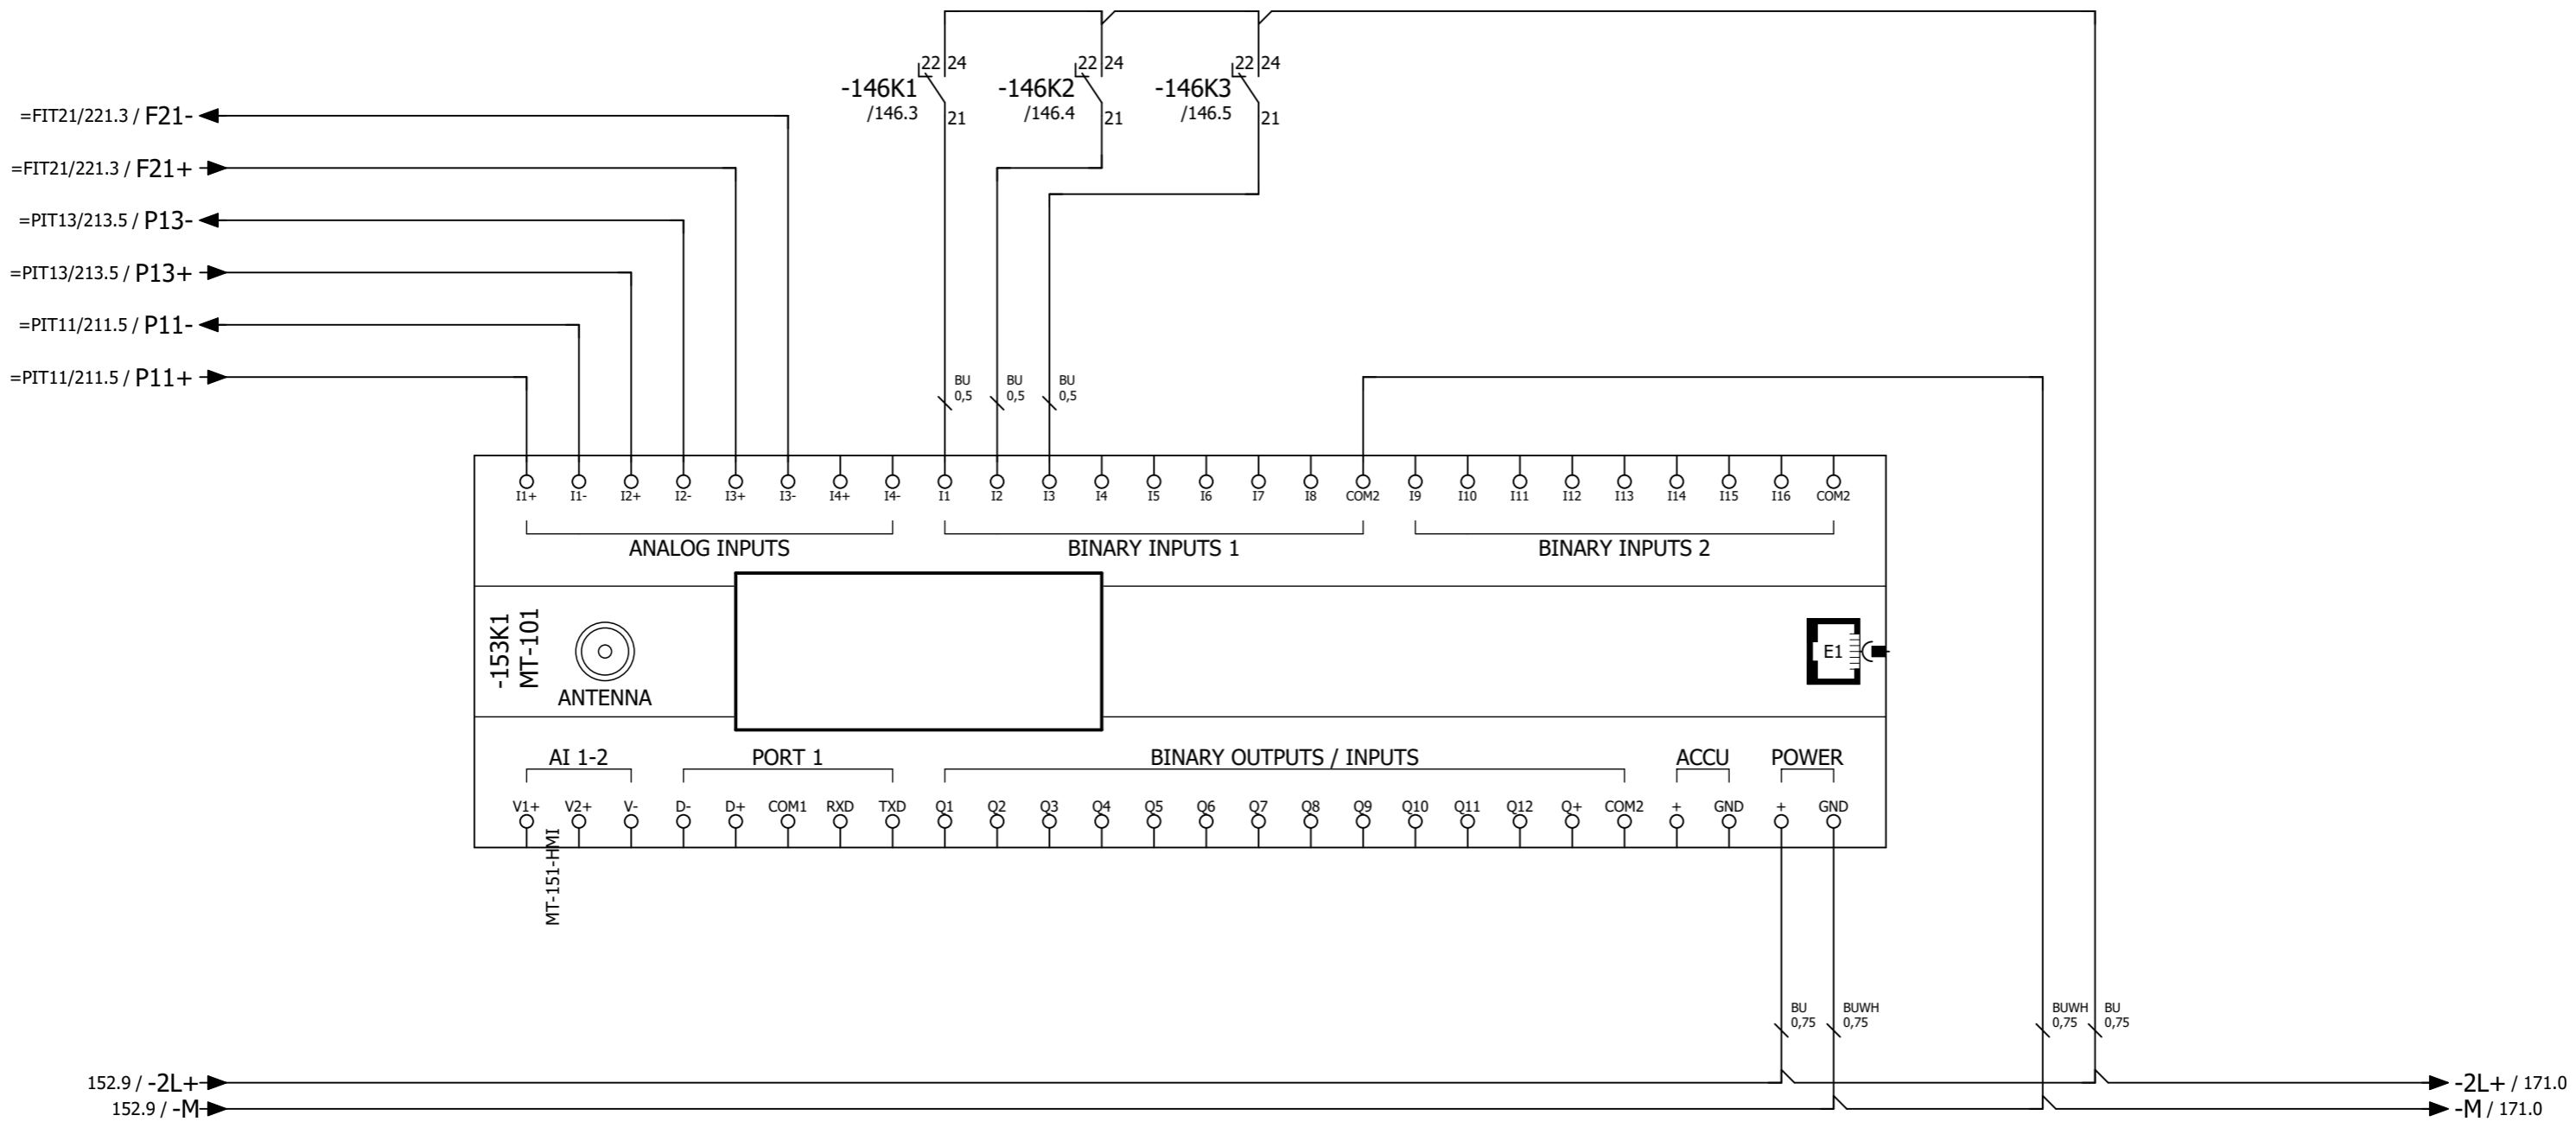 22 24
-146K1
/146.3
21
22 24
-146K2
/146.4
21
22 24
-146K3
/146.5
21
=FIT21/221.3 / F21-
=FIT21/221.3 / F21+
=PIT13/213.5 / P13-
=PIT13/213.5 / P13+
=PIT11/211.5 / P11-
=PIT11/211.5 / P11+
BU
0,5
BU
0,5
BU
0,5
I1+ I1- I2+ I2- I3+ I3- I4+ I4- I1 I2 I3 I4 I5 I6 I7 I8 COM2 I9 I10 I11 I12 I13 I14 I15 I16 COM2
ANALOG INPUTS BINARY INPUTS 1 BINARY INPUTS 2
-153K1
MT-101
ANTENNA
E1
AI 1-2 PORT 1 BINARY OUTPUTS / INPUTS ACCU POWER
V1+ V2+ V- D- D+ COM1 RXD TXD Q1 Q2 Q3 Q4 Q5 Q6 Q7 Q8 Q9 Q10 Q11 Q12 Q+ COM2 + GND + GND
MT-151-HMI
BU
0,75
BUWH
0,75
BUWH
0,75
BU
0,75
152.9 / -2L+
-2L+ / 171.0
152.9 / -M
-M / 171.0